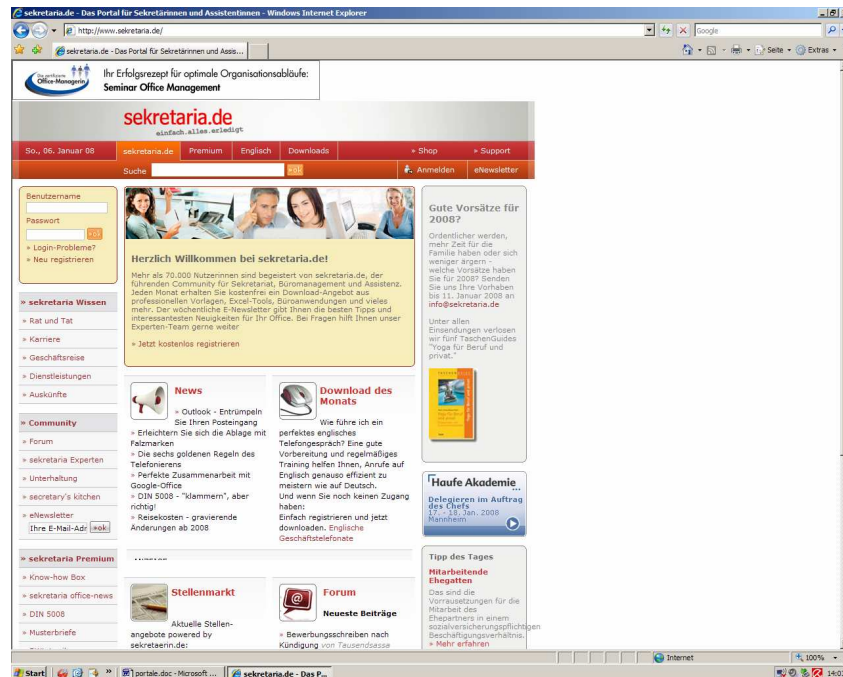 sekretaria.de - Das Portal für Sekretärinnen und Assistentinnen - Windows Internet Explorer
http://www.sekretaria.de/
Google
sekretaria.de - Das Portal für Sekretärinnen und Assis...
Seite
Extras
Office-Managerin
Ihr Erfolgsrezept für optimale Organisationsabläufe:
Seminar Office Management
sekretaria.de
einfach.alles.erledigt
So., 06. Januar 08
sekretaria.de
Premium
Englisch
Downloads
» Shop
» Support
Suche
»ok
Anmelden
eNewsletter
Benutzername
Passwort
»ok
» Login-Probleme?
» Neu registrieren
» sekretaria Wissen
» Rat und Tat
» Karriere
» Geschäftsreise
» Dienstleistungen
» Auskünfte
» Community
» Forum
» sekretaria Experten
» Unterhaltung
» secretary's kitchen
» eNewsletter
Ihre E-Mail-Adr »ok
» sekretaria Premium
» Know-how Box
» sekretaria office-news
» DIN 5008
» Musterbriefe
Herzlich Willkommen bei sekretaria.de!
Mehr als 70.000 Nutzerinnen sind begeistert von sekretaria.de, der
führenden Community für Sekretariat, Büromanagement und Assistenz.
Jeden Monat erhalten Sie kostenfrei ein Download-Angebot aus
professionellen Vorlagen, Excel-Tools, Büroanwendungen und vieles
mehr. Der wöchentliche E-Newsletter gibt Ihnen die besten Tipps und
interessantesten Neuigkeiten für Ihr Office. Bei Fragen hilft Ihnen unser
Experten-Team gerne weiter
» Jetzt kostenlos registrieren
News
» Outlook - Entrümpeln
Sie Ihren Posteingang
» Erleichtern Sie sich die Ablage mit
Falzmarken
» Die sechs goldenen Regeln des
Telefonierens
» Perfekte Zusammenarbeit mit
Google-Office
» DIN 5008 - "klammern", aber
richtig!
» Reisekosten - gravierende
Änderungen ab 2008
Download des
Monats
Wie führe ich ein
perfektes englisches
Telefongespräch? Eine gute
Vorbereitung und regelmäßiges
Training helfen Ihnen, Anrufe auf
Englisch genauso effizient zu
meistern wie auf Deutsch.
Und wenn Sie noch keinen Zugang
haben:
Einfach registrieren und jetzt
downloaden. Englische
Geschäftstelefonate
Stellenmarkt
Aktuelle Stellen-
angebote powered by
sekretaerin.de:
Forum
Neueste Beiträge
» Bewerbungsschreiben nach
Kündigung von Tausendsassa
Gute Vorsätze für
2008?
Ordentlicher werden,
mehr Zeit für die
Familie haben oder sich
weniger ärgern -
welche Vorsätze haben
Sie für 2008? Senden
Sie uns Ihre Vorhaben
bis 11. Januar 2008 an
info@sekretaria.de
Unter allen
Einsendungen verlosen
wir fünf TaschenGuides
"Yoga für Beruf und
privat."
Haufe Akademie
Delegieren im Auftrag
des Chefs
17. - 18. Jan. 2008
Mannheim
Tipp des Tages
Mitarbeitende
Ehegatten
Das sind die
Vorrausetzungen für die
Mitarbeit des
Ehepartners in einem
sozialversicherungspflichtigen
Beschäftigungsverhältnis.
» Mehr erfahren
Internet
100%
Start
portale.doc - Microsoft ...
sekretaria.de - Das P...
14:03